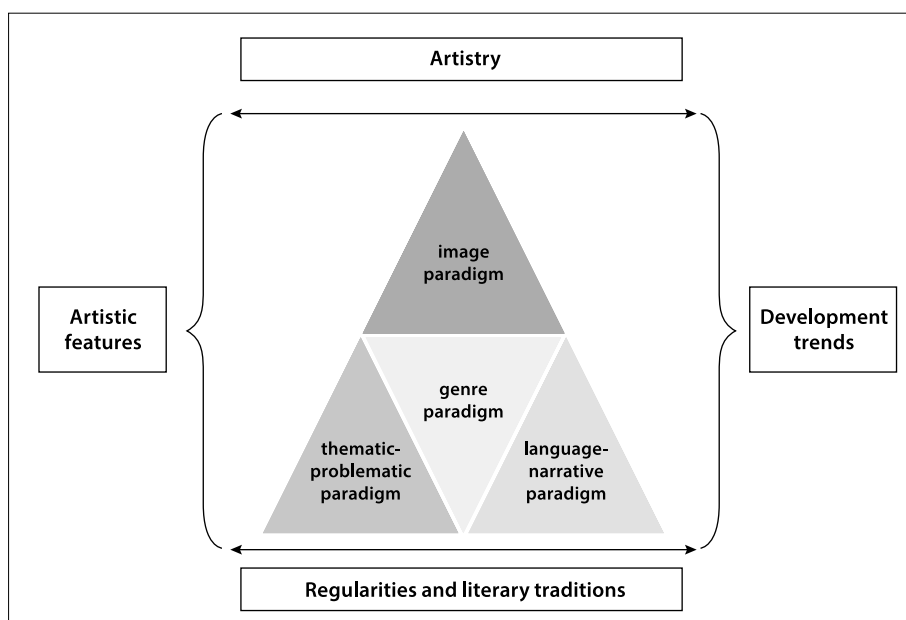 Artistry
image
paradigm
Artistic
features
Development
trends
genre
paradigm
thematic-
problematic
paradigm
language-
narrative
paradigm
Regularities and literary traditions